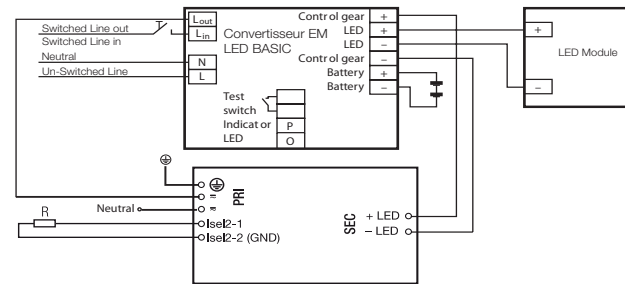 Switched Line out
Switched Line in
Neutral
Un-Switched Line
Lout
Lin
N
L
Convertisseur EM
LED BASIC
Control gear +
LED +
LED –
Control gear –
Battery +
Battery –
Test
switch
Indicator
LED
P
O
+
LED Module
–
PRI
=
≂
Neutral
R
Isel2-1
Isel2-2 (GND)
SEC
+ LED
– LED